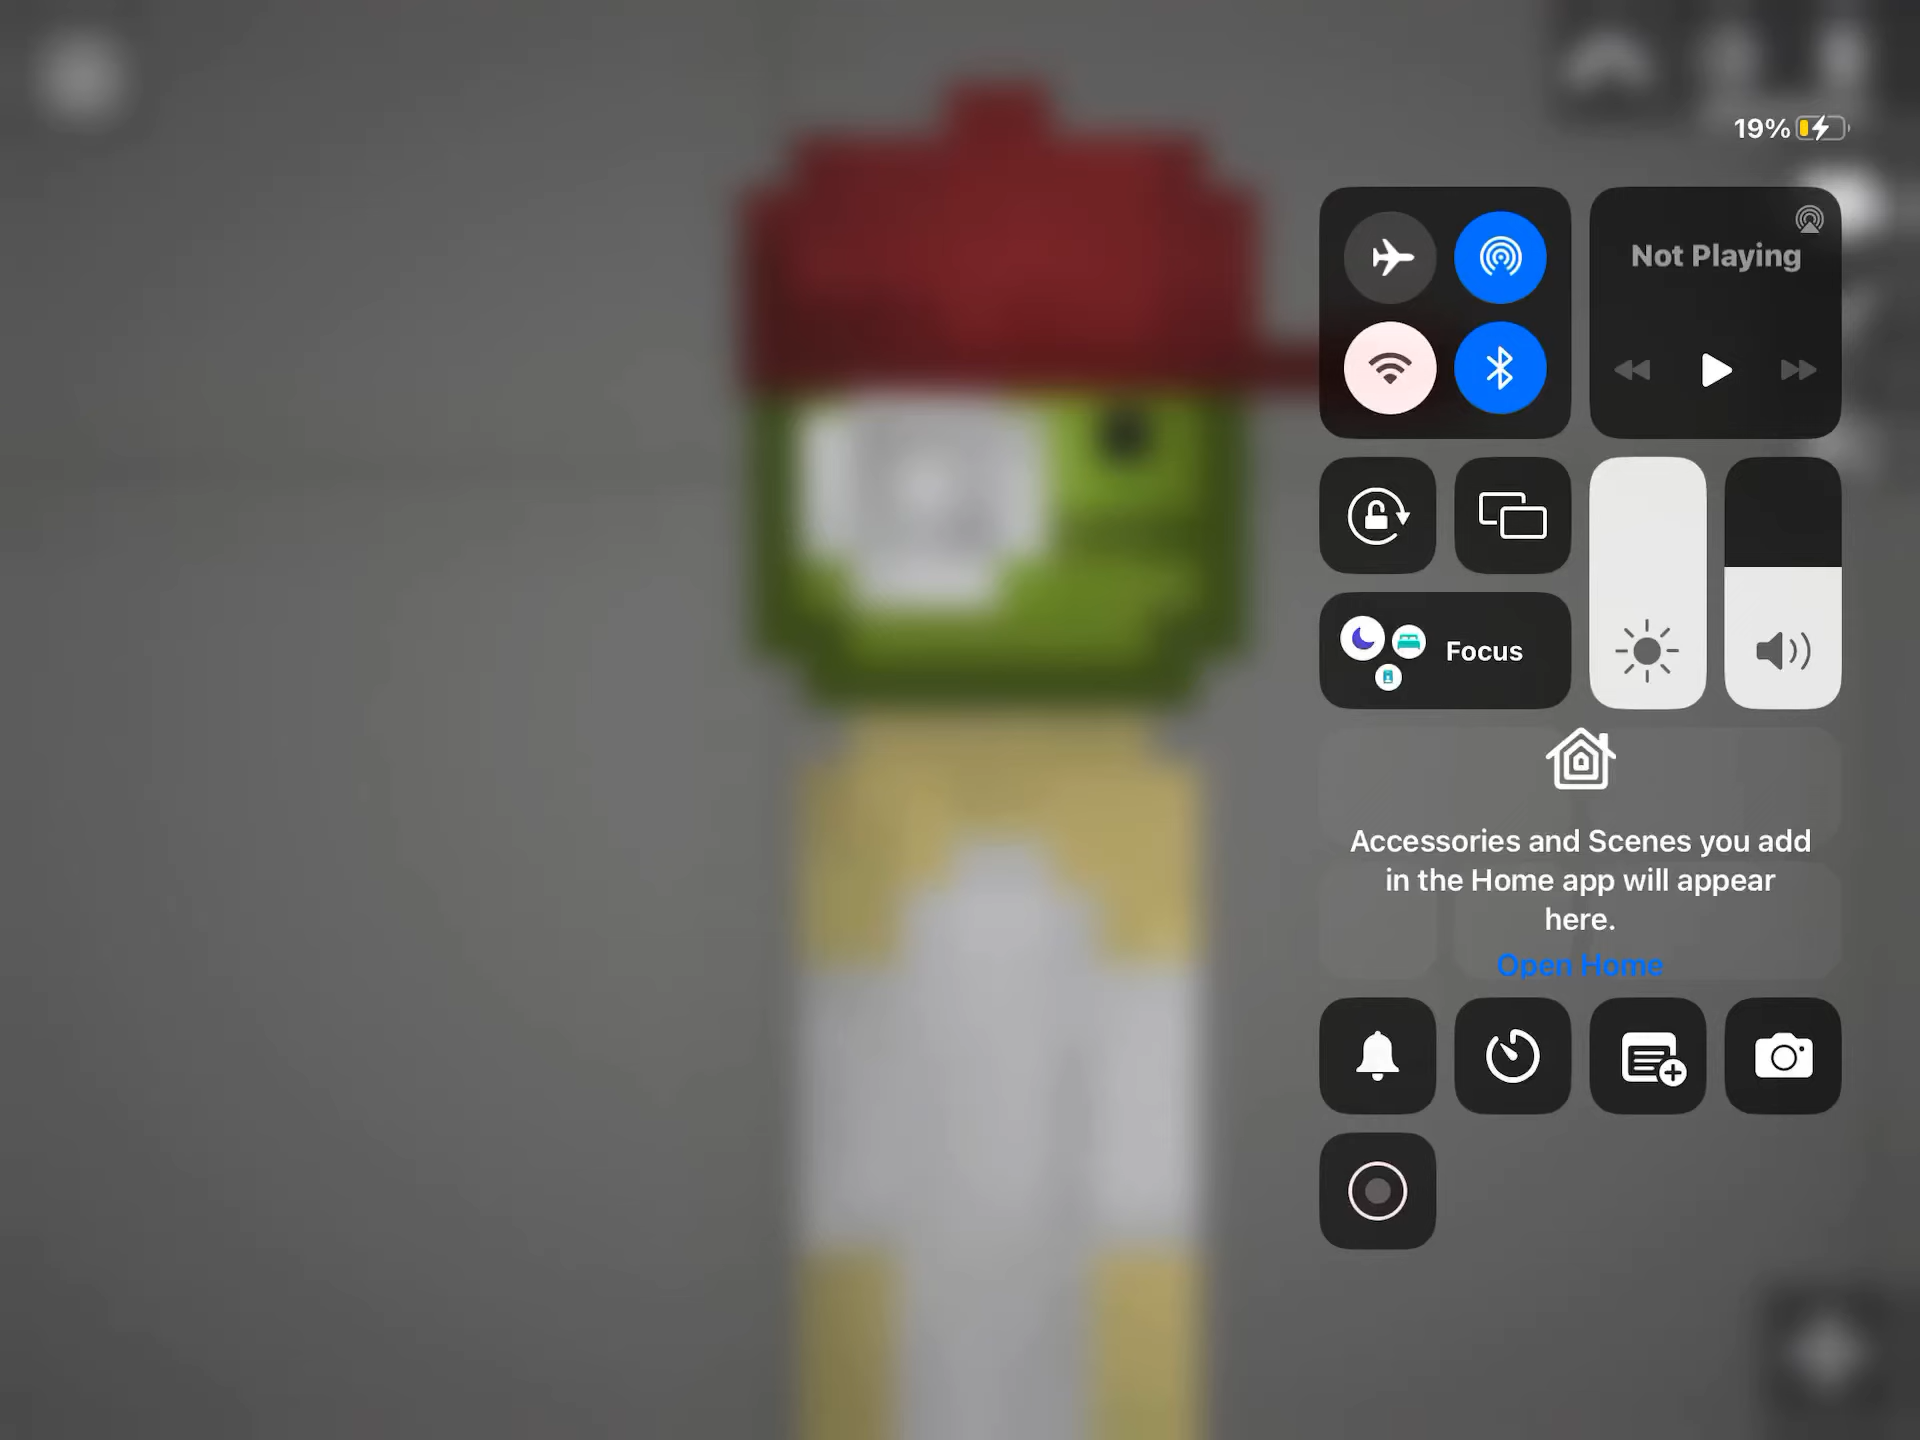 19%
Not Playing
Focus
Accessories and Scenes you add
in the Home app will appear
here.
Open Home